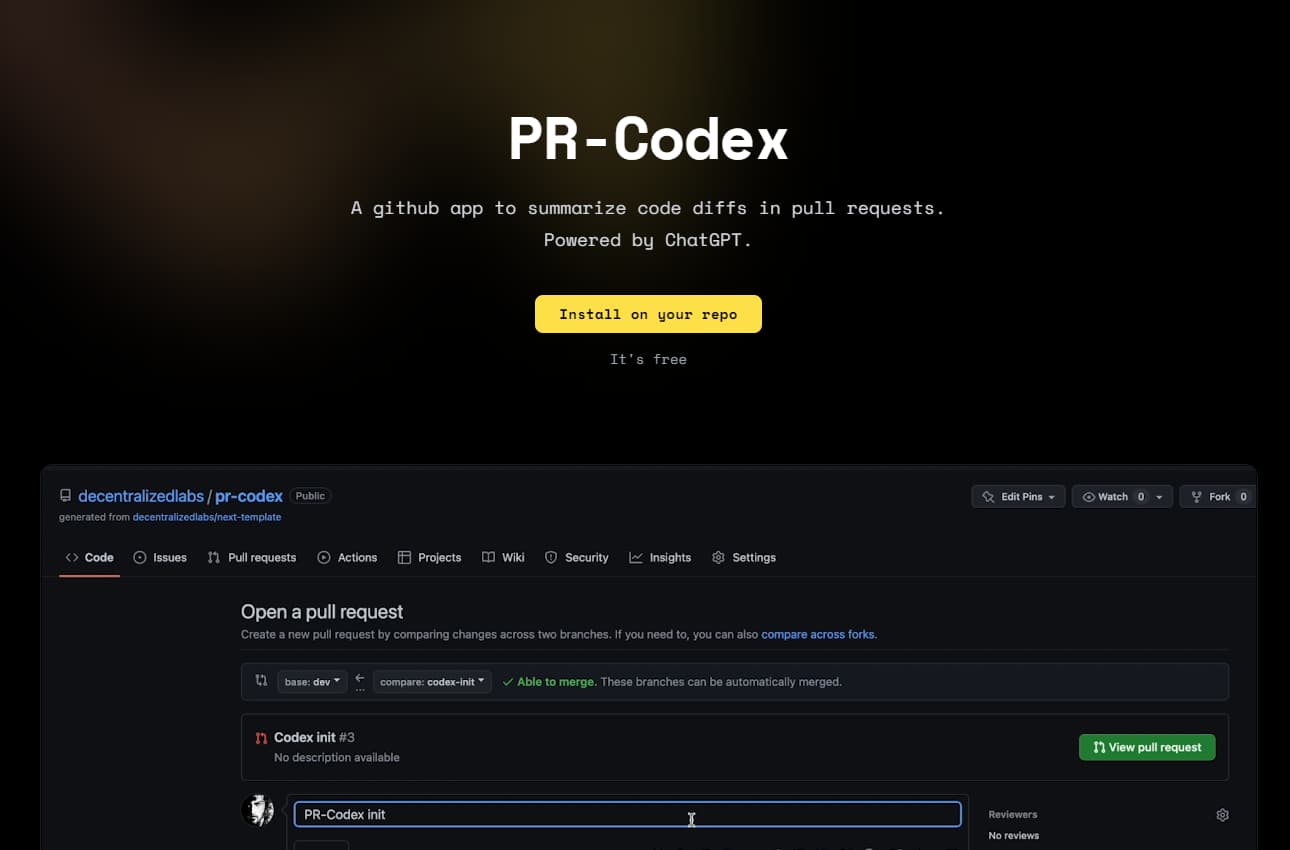 PR-Codex
A github app to summarize code diffs in pull requests.
Powered by ChatGPT.
Install on your repo
It's free
decentralizedlabs / pr-codex Public
Edit Pins Watch 0 Fork 0
generated from decentralizedlabs/next-template
Code Issues Pull requests Actions Projects Wiki Security Insights Settings
Open a pull request
Create a new pull request by comparing changes across two branches. If you need to, you can also compare across forks.
base: dev ... compare: codex-init Able to merge. These branches can be automatically merged.
Codex init #3
No description available
View pull request
PR-Codex init
Reviewers
No reviews